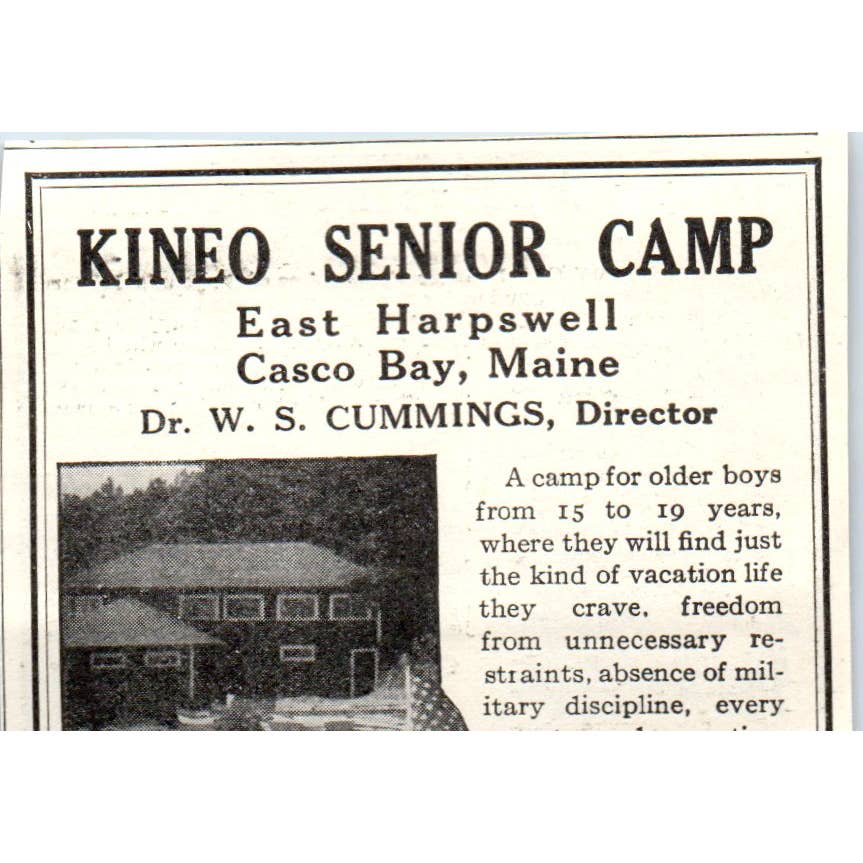 KINEO SENIOR CAMP
East Harpswell
Casco Bay, Maine
Dr. W. S. CUMMINGS, Director
A camp for older boys
from 15 to 19 years,
where they will find just
the kind of vacation life
they crave, freedom
from unnecessary re-
straints, absence of mil-
itary discipline, every